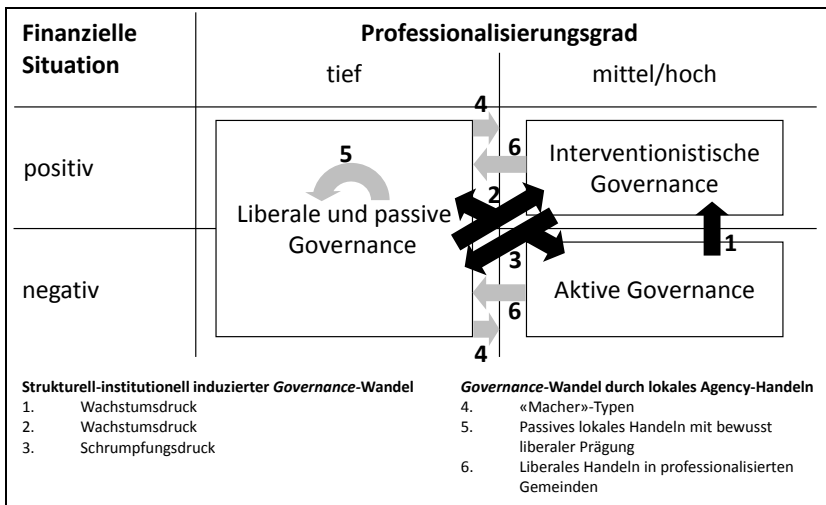 Finanzielle
Situation
Professionalisierungsgrad
tief
mittel/hoch
4
positiv
5
6
Interventionistische
Governance
2
Liberale und passive
Governance
1
3
negativ
Aktive Governance
6
4
Strukturell-institutionell induzierter Governance-Wandel
1. Wachstumsdruck
2. Wachstumsdruck
3. Schrumpfungsdruck
Governance-Wandel durch lokales Agency-Handeln
4. «Macher»-Typen
5. Passives lokales Handeln mit bewusst
liberaler Prägung
6. Liberales Handeln in professionalisierten
Gemeinden